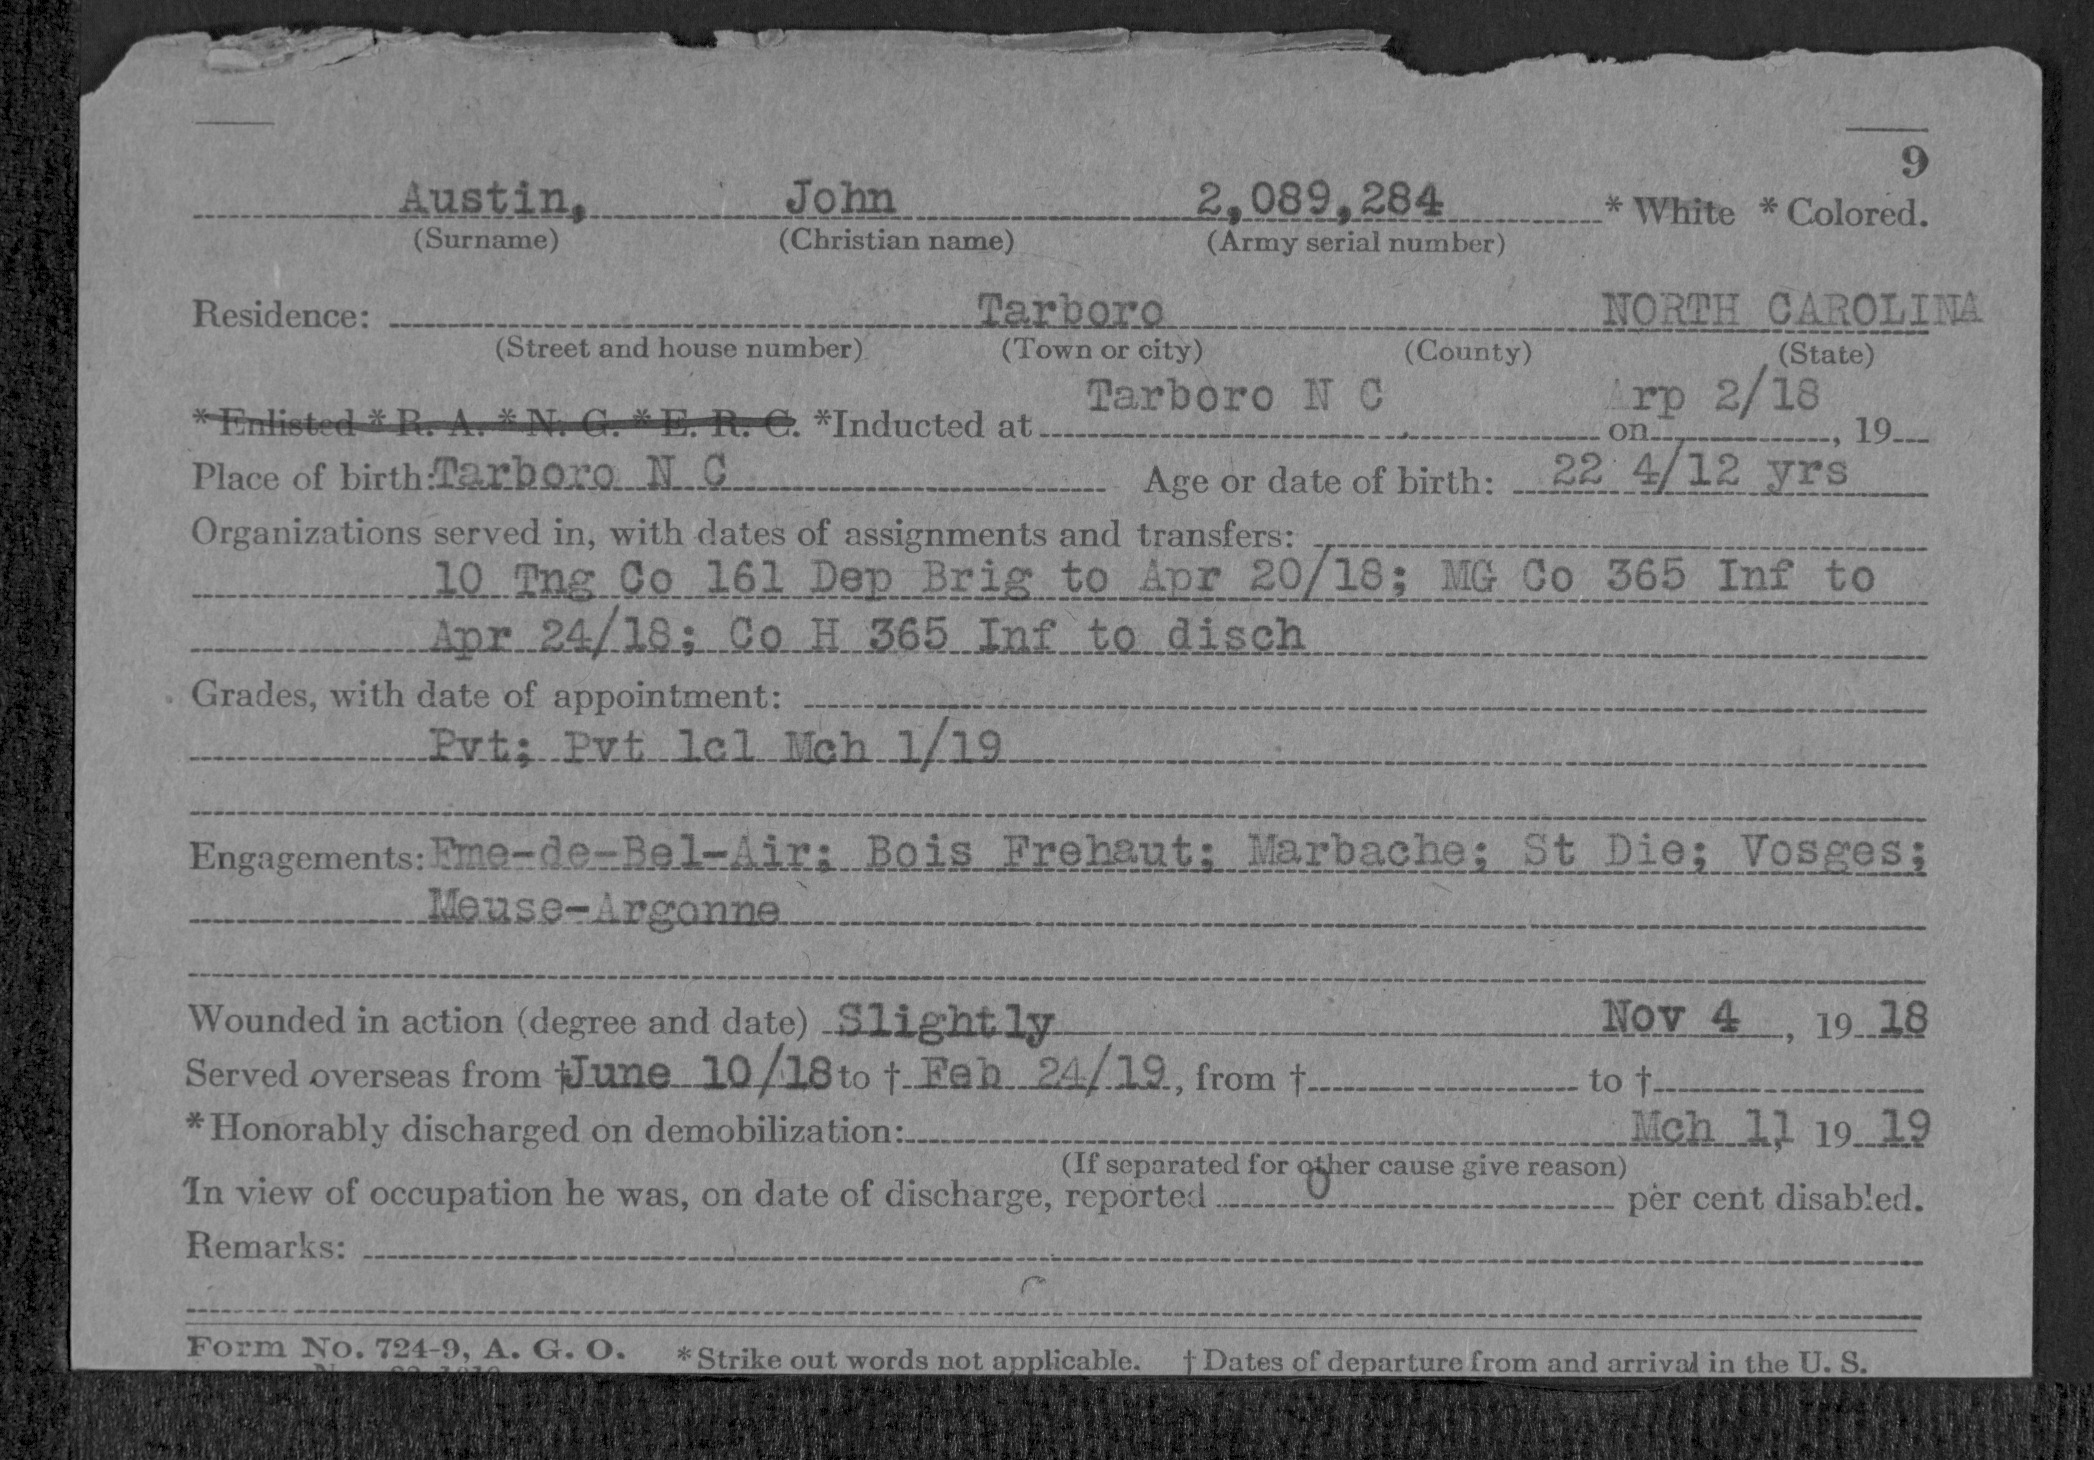 9
Austin, John 2,089,284 * White * Colored.
(Surname) (Christian name) (Army serial number)
Residence: Tarboro NORTH CAROLINA
(Street and house number) (Town or city) (County) (State)
Tarboro N C Arp 2/18
* Enlisted * R. A. * N. G. * E. R. C. *Inducted at on , 19
Place of birth: Tarboro N C Age or date of birth: 22 4/12 yrs
Organizations served in, with dates of assignments and transfers:
10 Tng Co 161 Dep Brig to Apr 20/18; MG Co 365 Inf to
Apr 24/18; Co H 365 Inf to disch
Grades, with date of appointment:
Pvt; Pvt lcl Mch 1/19
Engagements: Fme-de-Bel-Air; Bois Frehaut; Marbache; St Die; Vosges;
Meuse-Argonne
Wounded in action (degree and date) Slightly Nov 4 , 19 18
Served overseas from † June 10/18 to † Feb 24/19 , from † to †
* Honorably discharged on demobilization: Mch 11, 19 19
(If separated for other cause give reason)
In view of occupation he was, on date of discharge, reported 0 per cent disabled.
Remarks:
Form No. 724-9, A. G. O. * Strike out words not applicable. † Dates of departure from and arrival in the U. S.